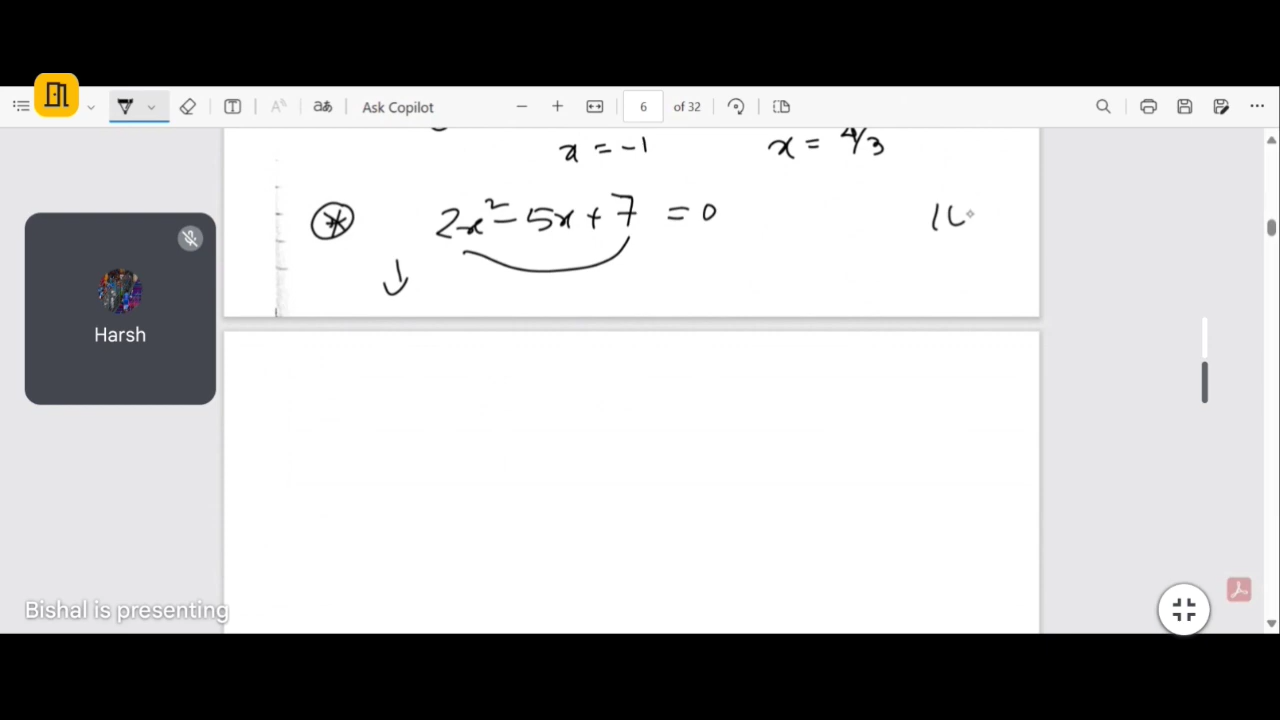 Ask Copilot
6 of 32
x = -1 x = 4/3
2x² - 5x + 7 = 0
Harsh
Bishal is presenting